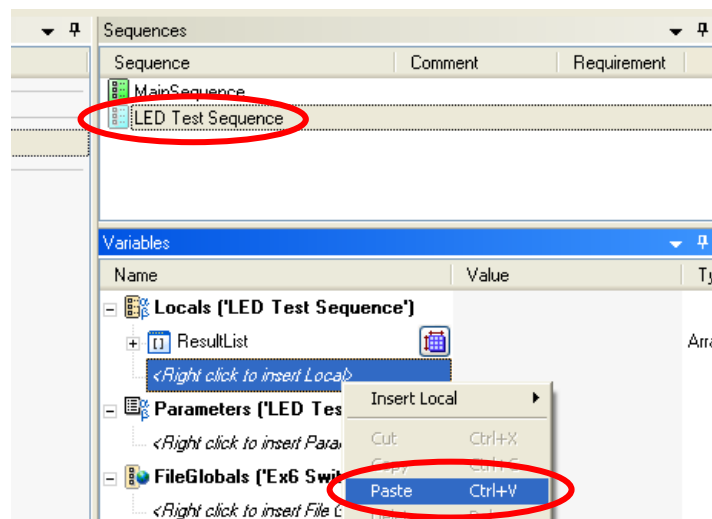 Sequences
Sequence Comment Requirement
MainSequence
LED Test Sequence
Variables
Name Value Ty
Locals ('LED Test Sequence')
ResultList Arra
<Right click to insert Local>
Insert Local
Parameters ('LED Tes
Cut Ctrl+X
<Right click to insert Para
Copy Ctrl+C
FileGlobals ('Ex6 Swit
Paste Ctrl+V
<Right click to insert File G